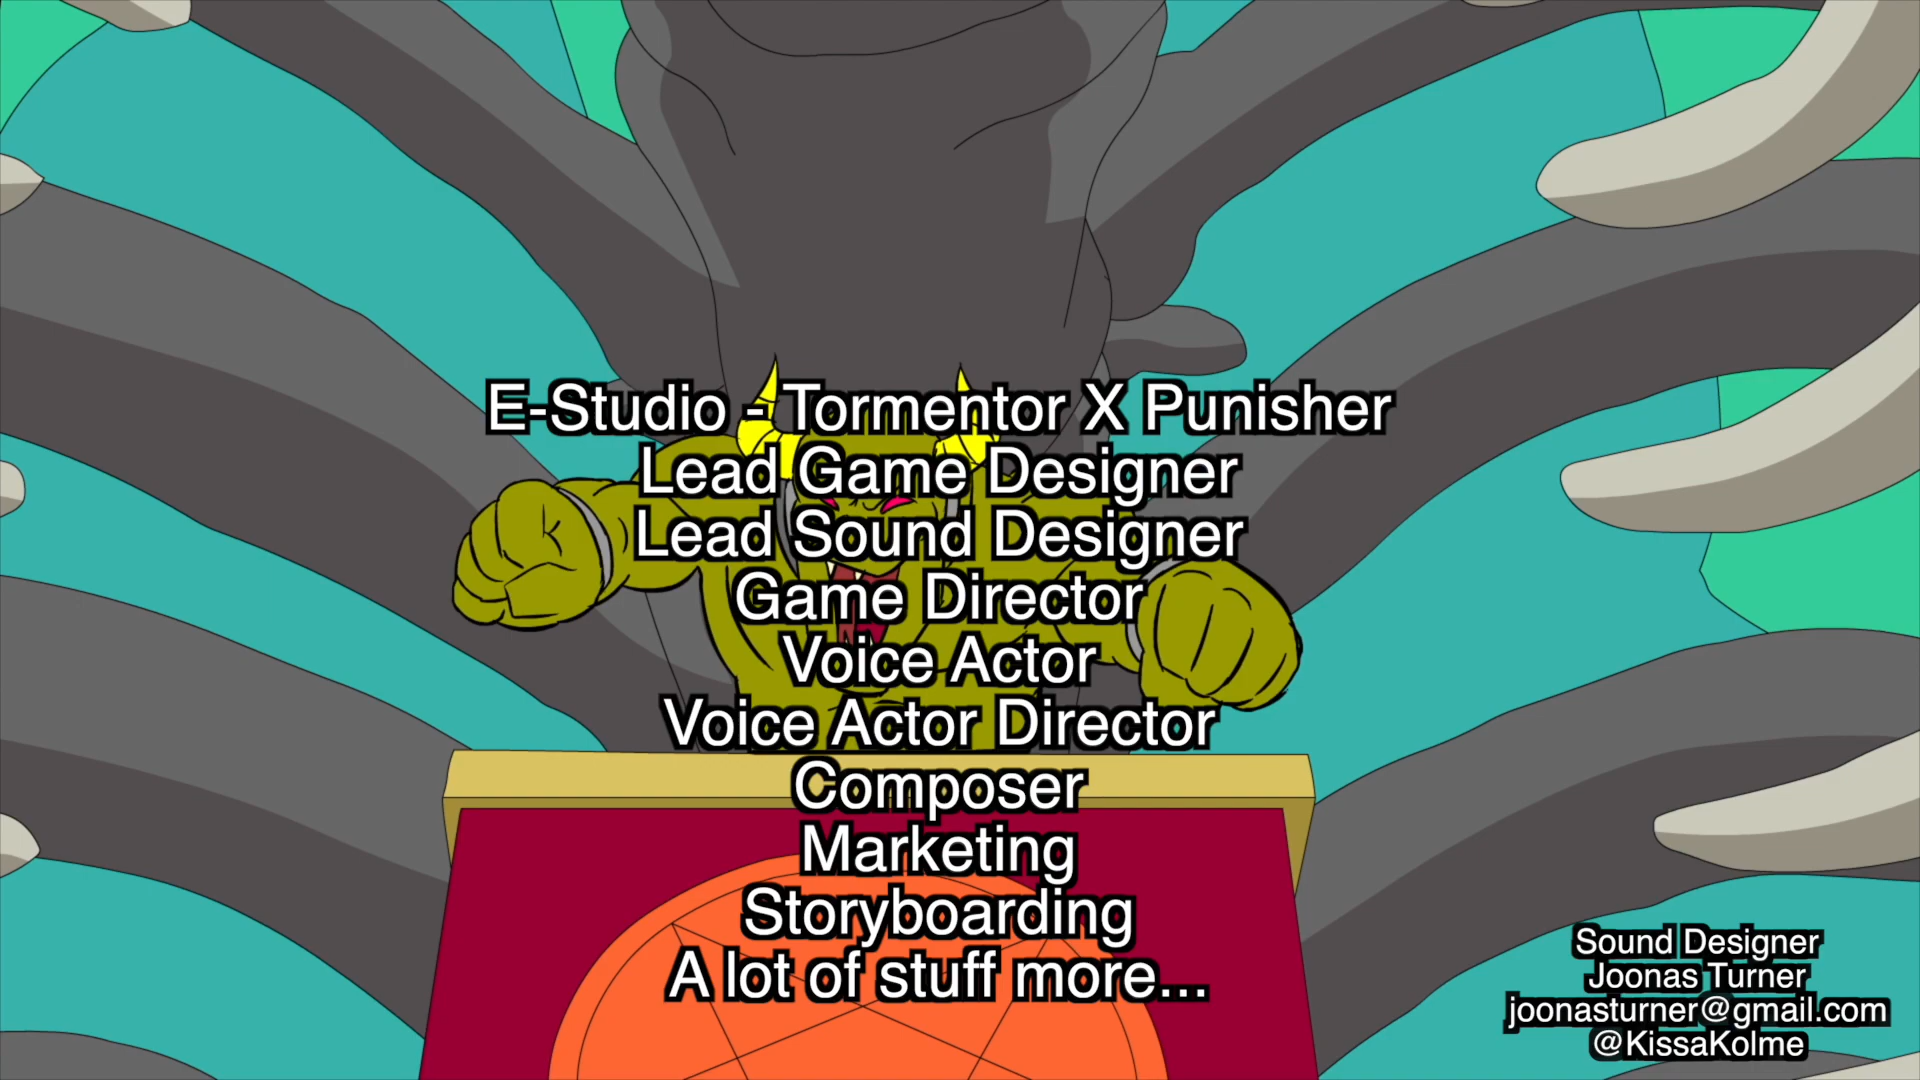 E-Studio - Tormentor X Punisher
Lead Game Designer
Lead Sound Designer
Game Director
Voice Actor
Voice Actor Director
Composer
Marketing
Storyboarding
A lot of stuff more...
Sound Designer
Joonas Turner
joonasturner@gmail.com
@KissaKolme